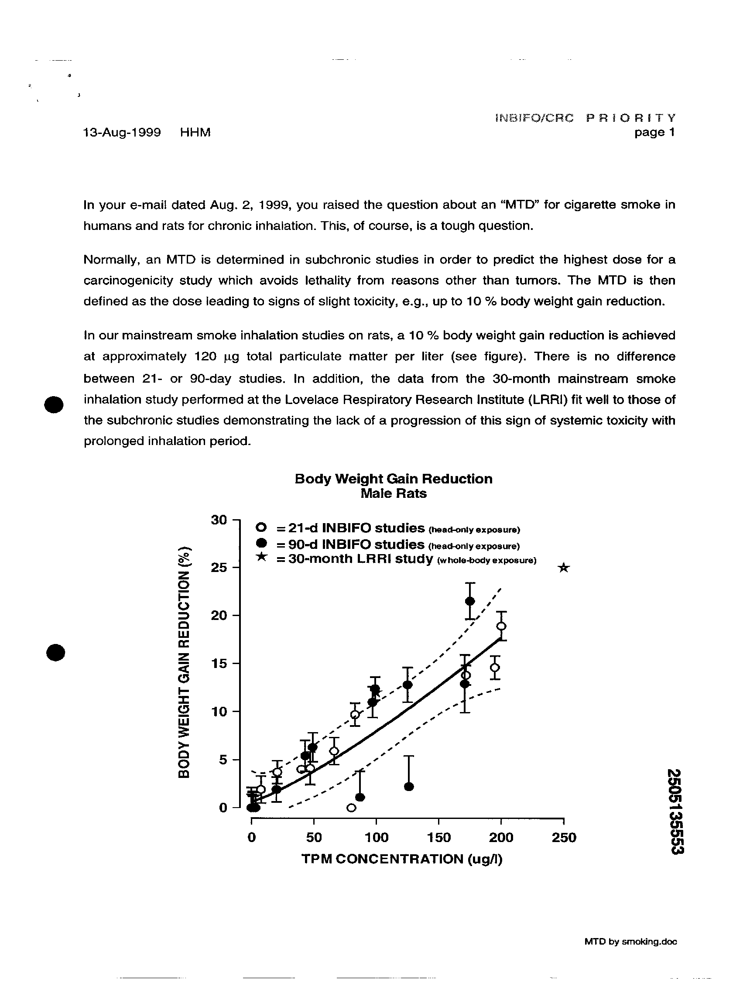 INBIFO/CRC PRIORITY
13-Aug-1999 HHM page 1
In your e-mail dated Aug. 2, 1999, you raised the question about an “MTD” for cigarette smoke in
humans and rats for chronic inhalation. This, of course, is a tough question.
Normally, an MTD is determined in subchronic studies in order to predict the highest dose for a
carcinogenicity study which avoids lethality from reasons other than tumors. The MTD is then
defined as the dose leading to signs of slight toxicity, e.g., up to 10 % body weight gain reduction.
In our mainstream smoke inhalation studies on rats, a 10 % body weight gain reduction is achieved
at approximately 120 µg total particulate matter per liter (see figure). There is no difference
between 21- or 90-day studies. In addition, the data from the 30-month mainstream smoke
inhalation study performed at the Lovelace Respiratory Research Institute (LRRI) fit well to those of
the subchronic studies demonstrating the lack of a progression of this sign of systemic toxicity with
prolonged inhalation period.
Body Weight Gain Reduction
Male Rats
BODY WEIGHT GAIN REDUCTION (%)
30
25
20
15
10
5
0
= 21-d INBIFO studies (head-only exposure)
= 90-d INBIFO studies (head-only exposure)
= 30-month LRRI study (whole-body exposure)
0 50 100 150 200 250
TPM CONCENTRATION (ug/l)
2505135553
MTD by smoking.doc